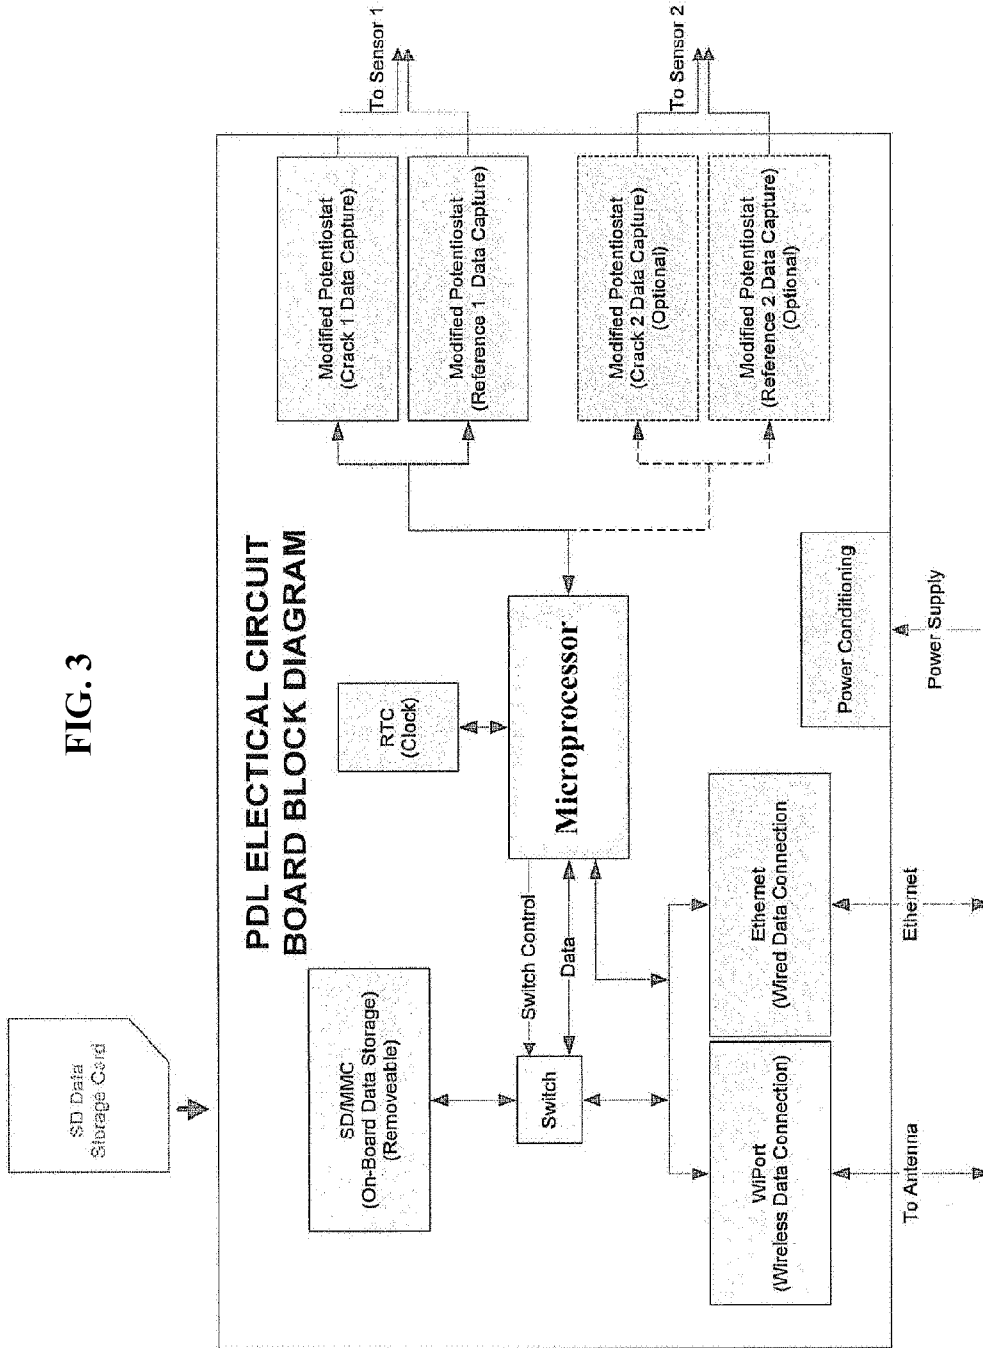 FIG. 3
SD Data
Storage Card
PDL ELECTICAL CIRCUIT
BOARD BLOCK DIAGRAM
SD/MMC
(On-Board Data Storage)
(Removeable)
RTC
(Clock)
Switch
Switch Control
Data
Microprocessor
Modified Potentiostat
(Crack 1 Data Capture)
Modified Potentiostat
(Reference 1 Data Capture)
To Sensor 1
Modified Potentiostat
(Crack 2 Data Capture)
(Optional)
Modified Potentiostat
(Reference 2 Data Capture)
(Optional)
To Sensor 2
WiPort
(Wireless Data Connection)
Ethernet
(Wired Data Connection
Power Conditioning
To Antenna
Ethernet
Power Supply